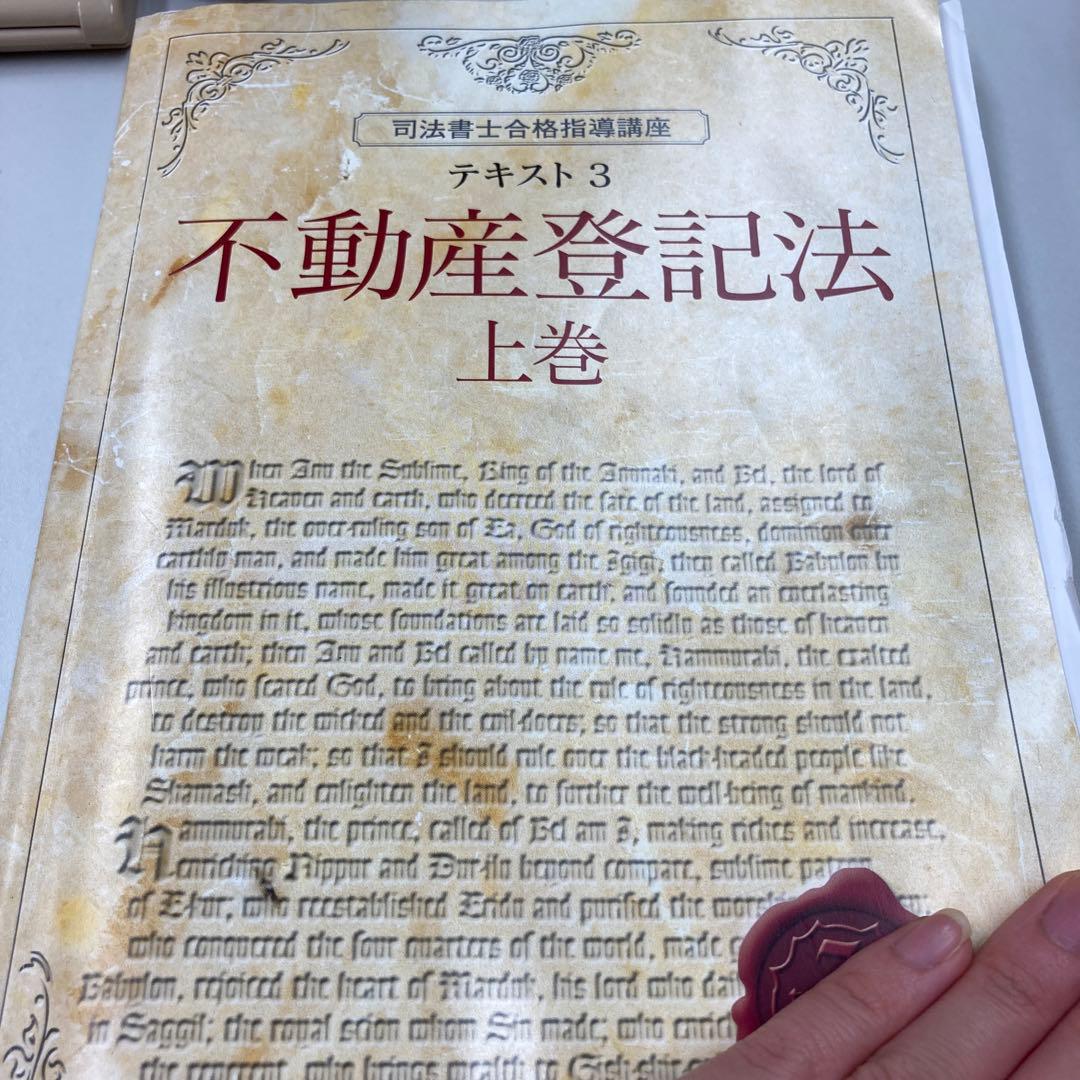 司法書士合格指導講座
テキスト 3
不動産登記法
上巻
When Anu the Sublime, King of the Anunaki, and Bel, the lord of
Heaven and earth, who decreed the fate of the land, assigned to
Marduk, the over-ruling son of Ea, God of righteousness, dominion over
earthly man, and made him great among the Igigi, they called Babylon by
his illustrious name, made it great on earth, and founded an everlasting
kingdom in it, whose foundations are laid so solidly as those of heaven
and earth; then Anu and Bel called by name me, Hammurabi, the exalted
prince, who feared God, to bring about the rule of righteousness in the land,
to destroy the wicked and the evil-doers; so that the strong should not
harm the weak; so that I should rule over the black-headed people like
Shamash, and enlighten the land, to further the well-being of mankind.
Hammurabi, the prince, called of Bel am I, making riches and increase,
enriching Nippur and Dur-ilu beyond compare, sublime patron
of E-kur, who reestablished Eridu and purified the
who conquered the four quarters of the world, made
Babylon, rejoiced the heart of Marduk, his lord who
in Saggil; the royal scion whom Sin made; who
the reverent, who brings wealth to